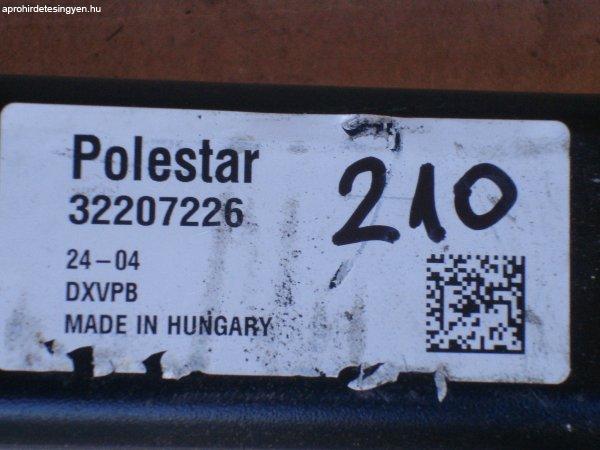 aprohirdetesingyen.hu
Polestar
32207226
210
24-04
DXVPB
MADE IN HUNGARY